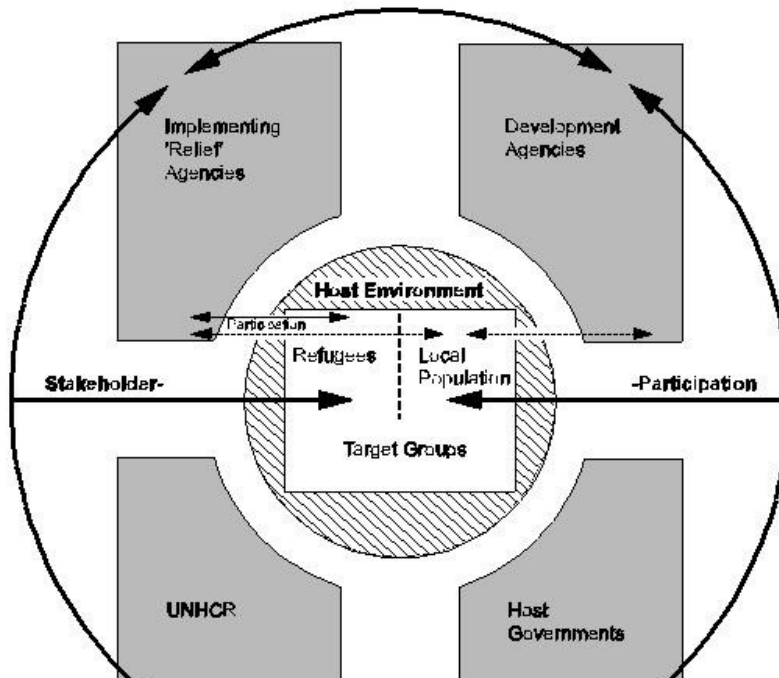 Implementing
'Relief'
Agencies
Development
Agencies
Host Environment
Participation
Refugees
Local
Population
Stakeholder-
-Participation
Target Groups
UNHCR
Host
Governments